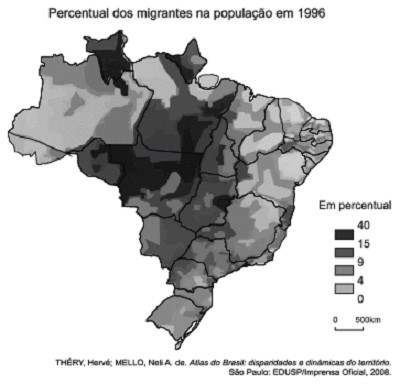 Percentual dos migrantes na população em 1996
Em percentual
40
15
9
4
0
0 500km
THÉRY, Hervé; MELLO, Neli A. de. Atlas do Brasil: disparidades e dinâmicas do território.
São Paulo: EDUSP/Imprensa Oficial, 2008.